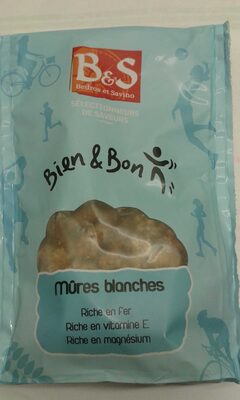 B&S
Bedros et Savino
SÉLECTIONNEURS
DE SAVEURS
Bien & Bon
Mûres blanches
Riche en fer
Riche en vitamine E
Riche en magnésium